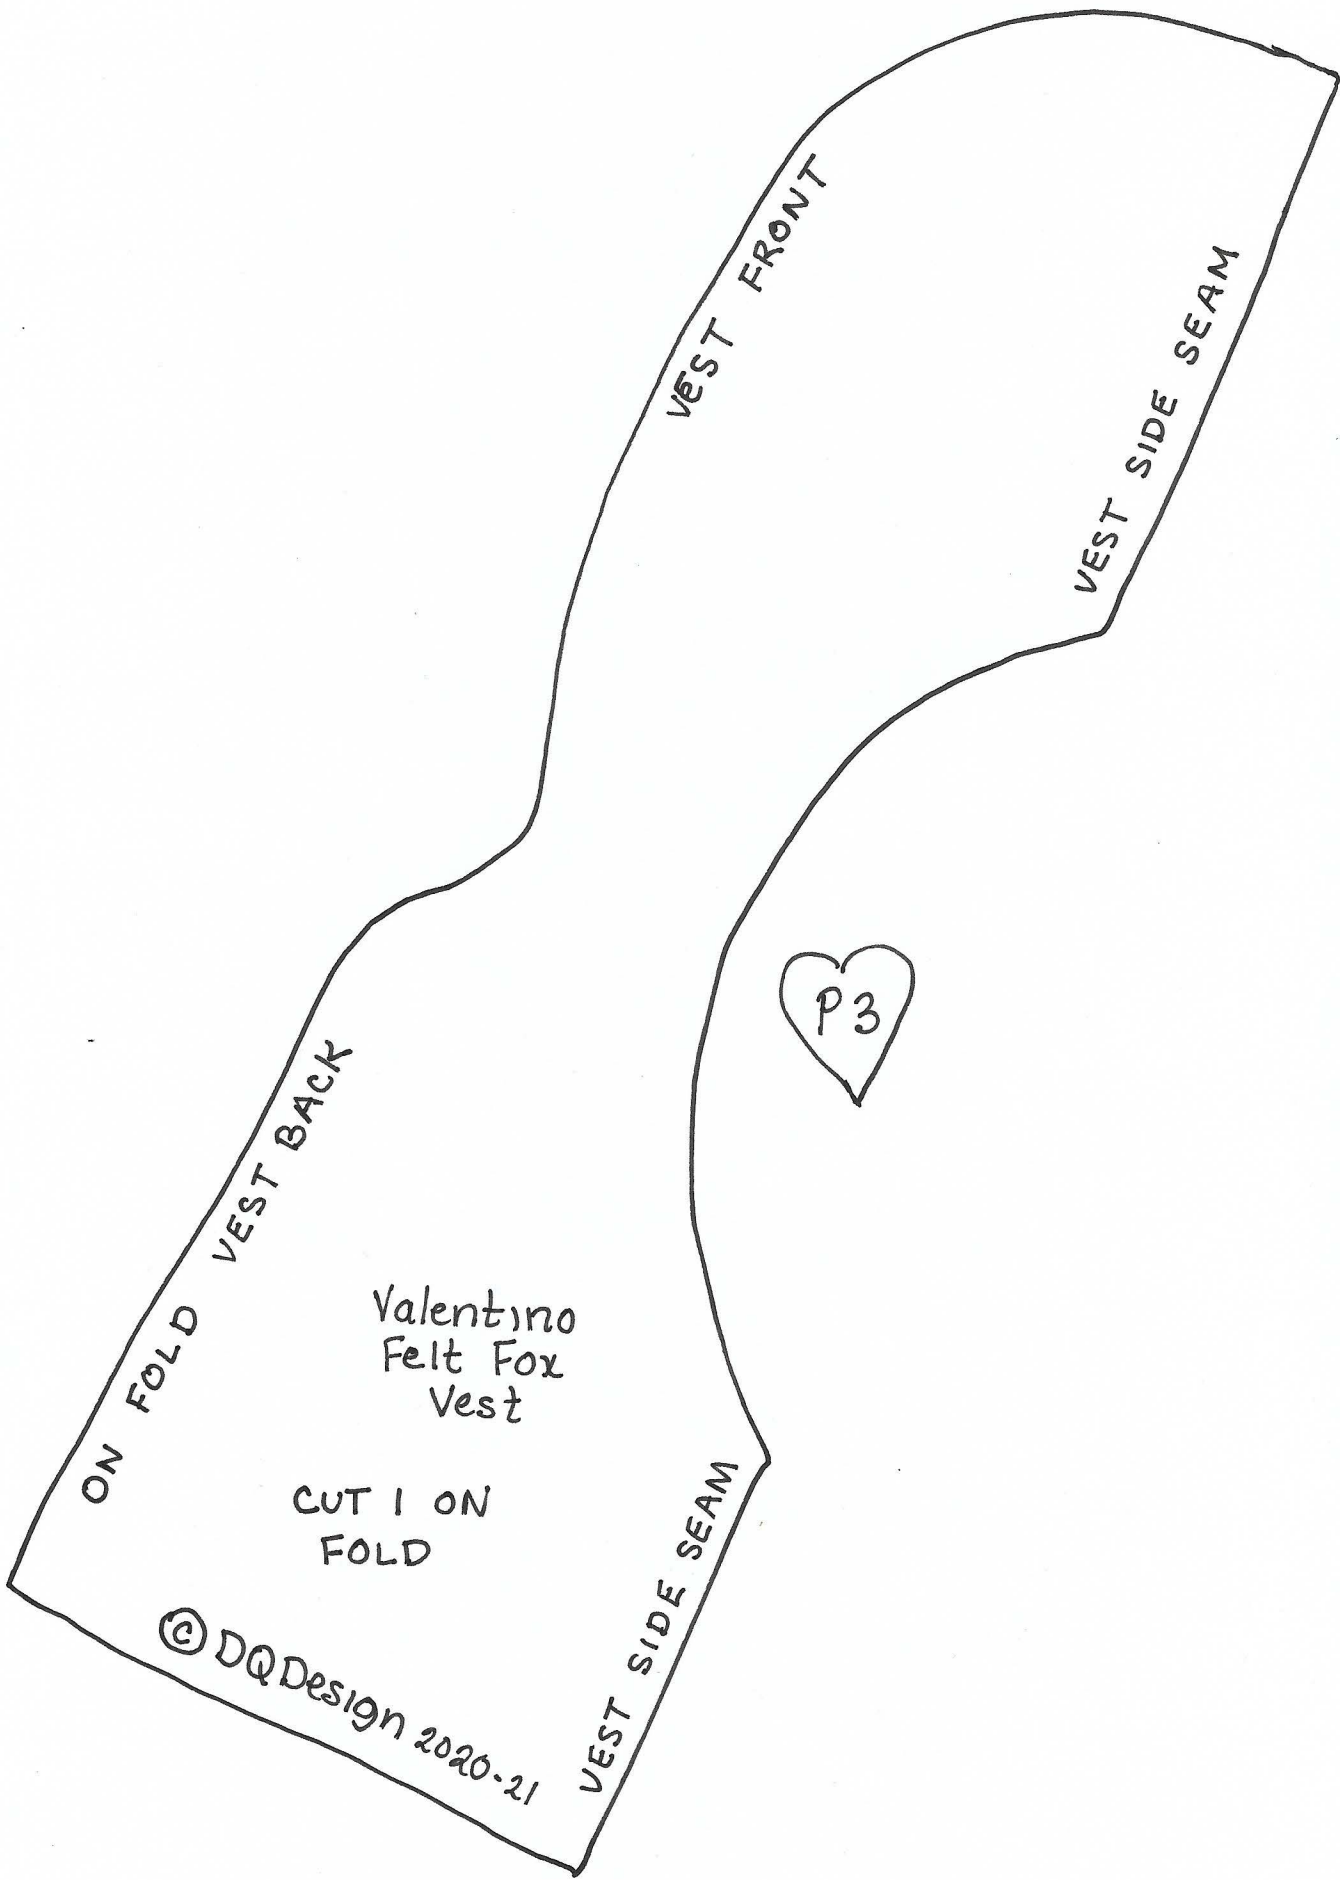 VEST FRONT
VEST SIDE SEAM
P3
ON FOLD VEST BACK
Valentino
Felt Fox
Vest
CUT 1 ON
FOLD
VEST SIDE SEAM
© DQDesign 2020-21